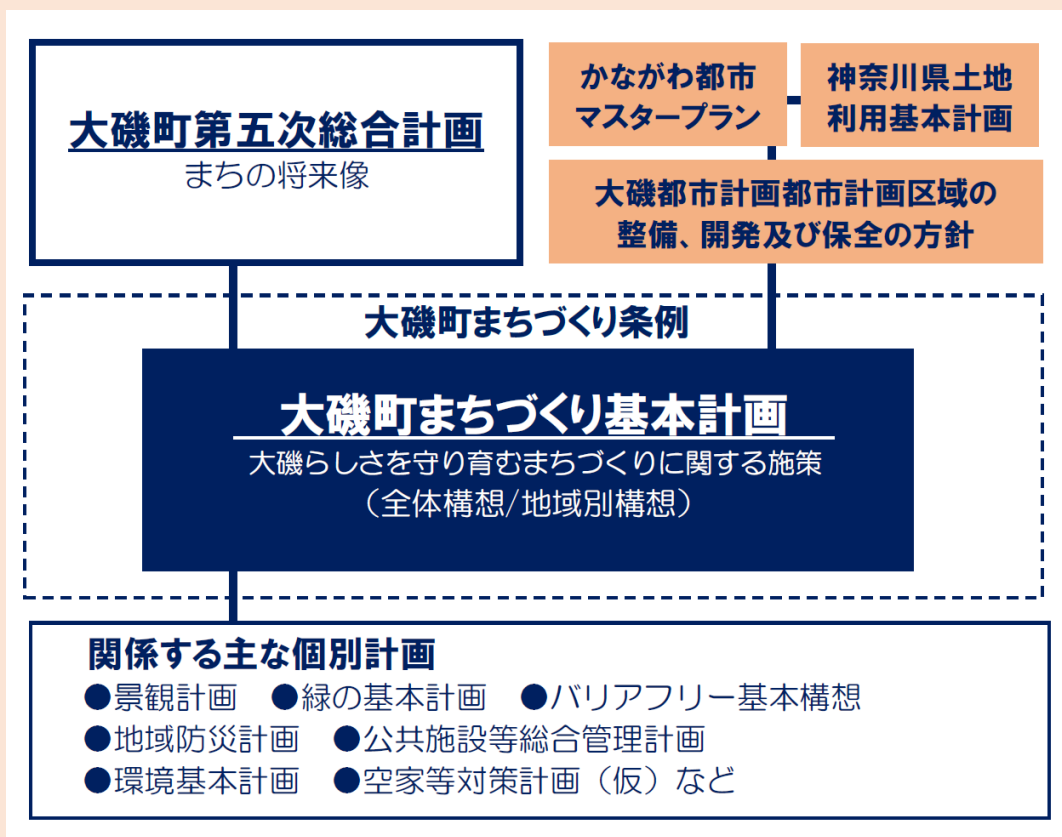 大磯町第五次総合計画
まちの将来像
かながわ都市
マスタープラン
神奈川県土地
利用基本計画
大磯都市計画都市計画区域の
整備、開発及び保全の方針
大磯町まちづくり条例
大磯町まちづくり基本計画
大磯らしさを守り育むまちづくりに関する施策
（全体構想/地域別構想）
関係する主な個別計画
●景観計画　●緑の基本計画　●バリアフリー基本構想
●地域防災計画　●公共施設等総合管理計画
●環境基本計画　●空家等対策計画（仮）など